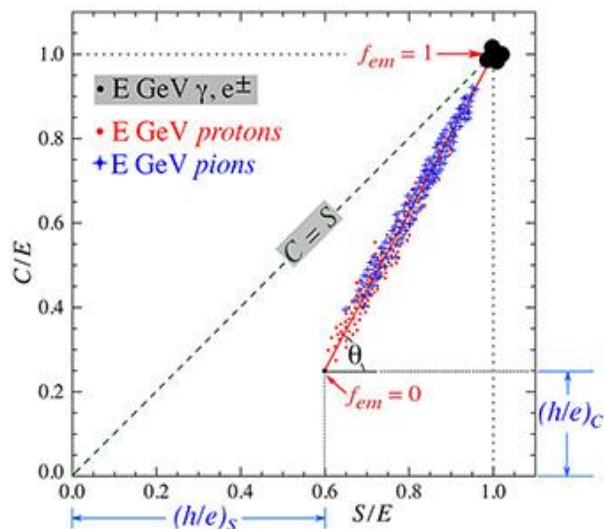 1.0
f_em = 1
• E GeV γ, e±
• E GeV protons
+ E GeV pions
0.8
0.6
C = S
C/E
0.4
θ
0.2
f_em = 0
(h/e)_C
0.0
0.0 0.2 0.4 0.6 0.8 1.0
(h/e)_S
S/E